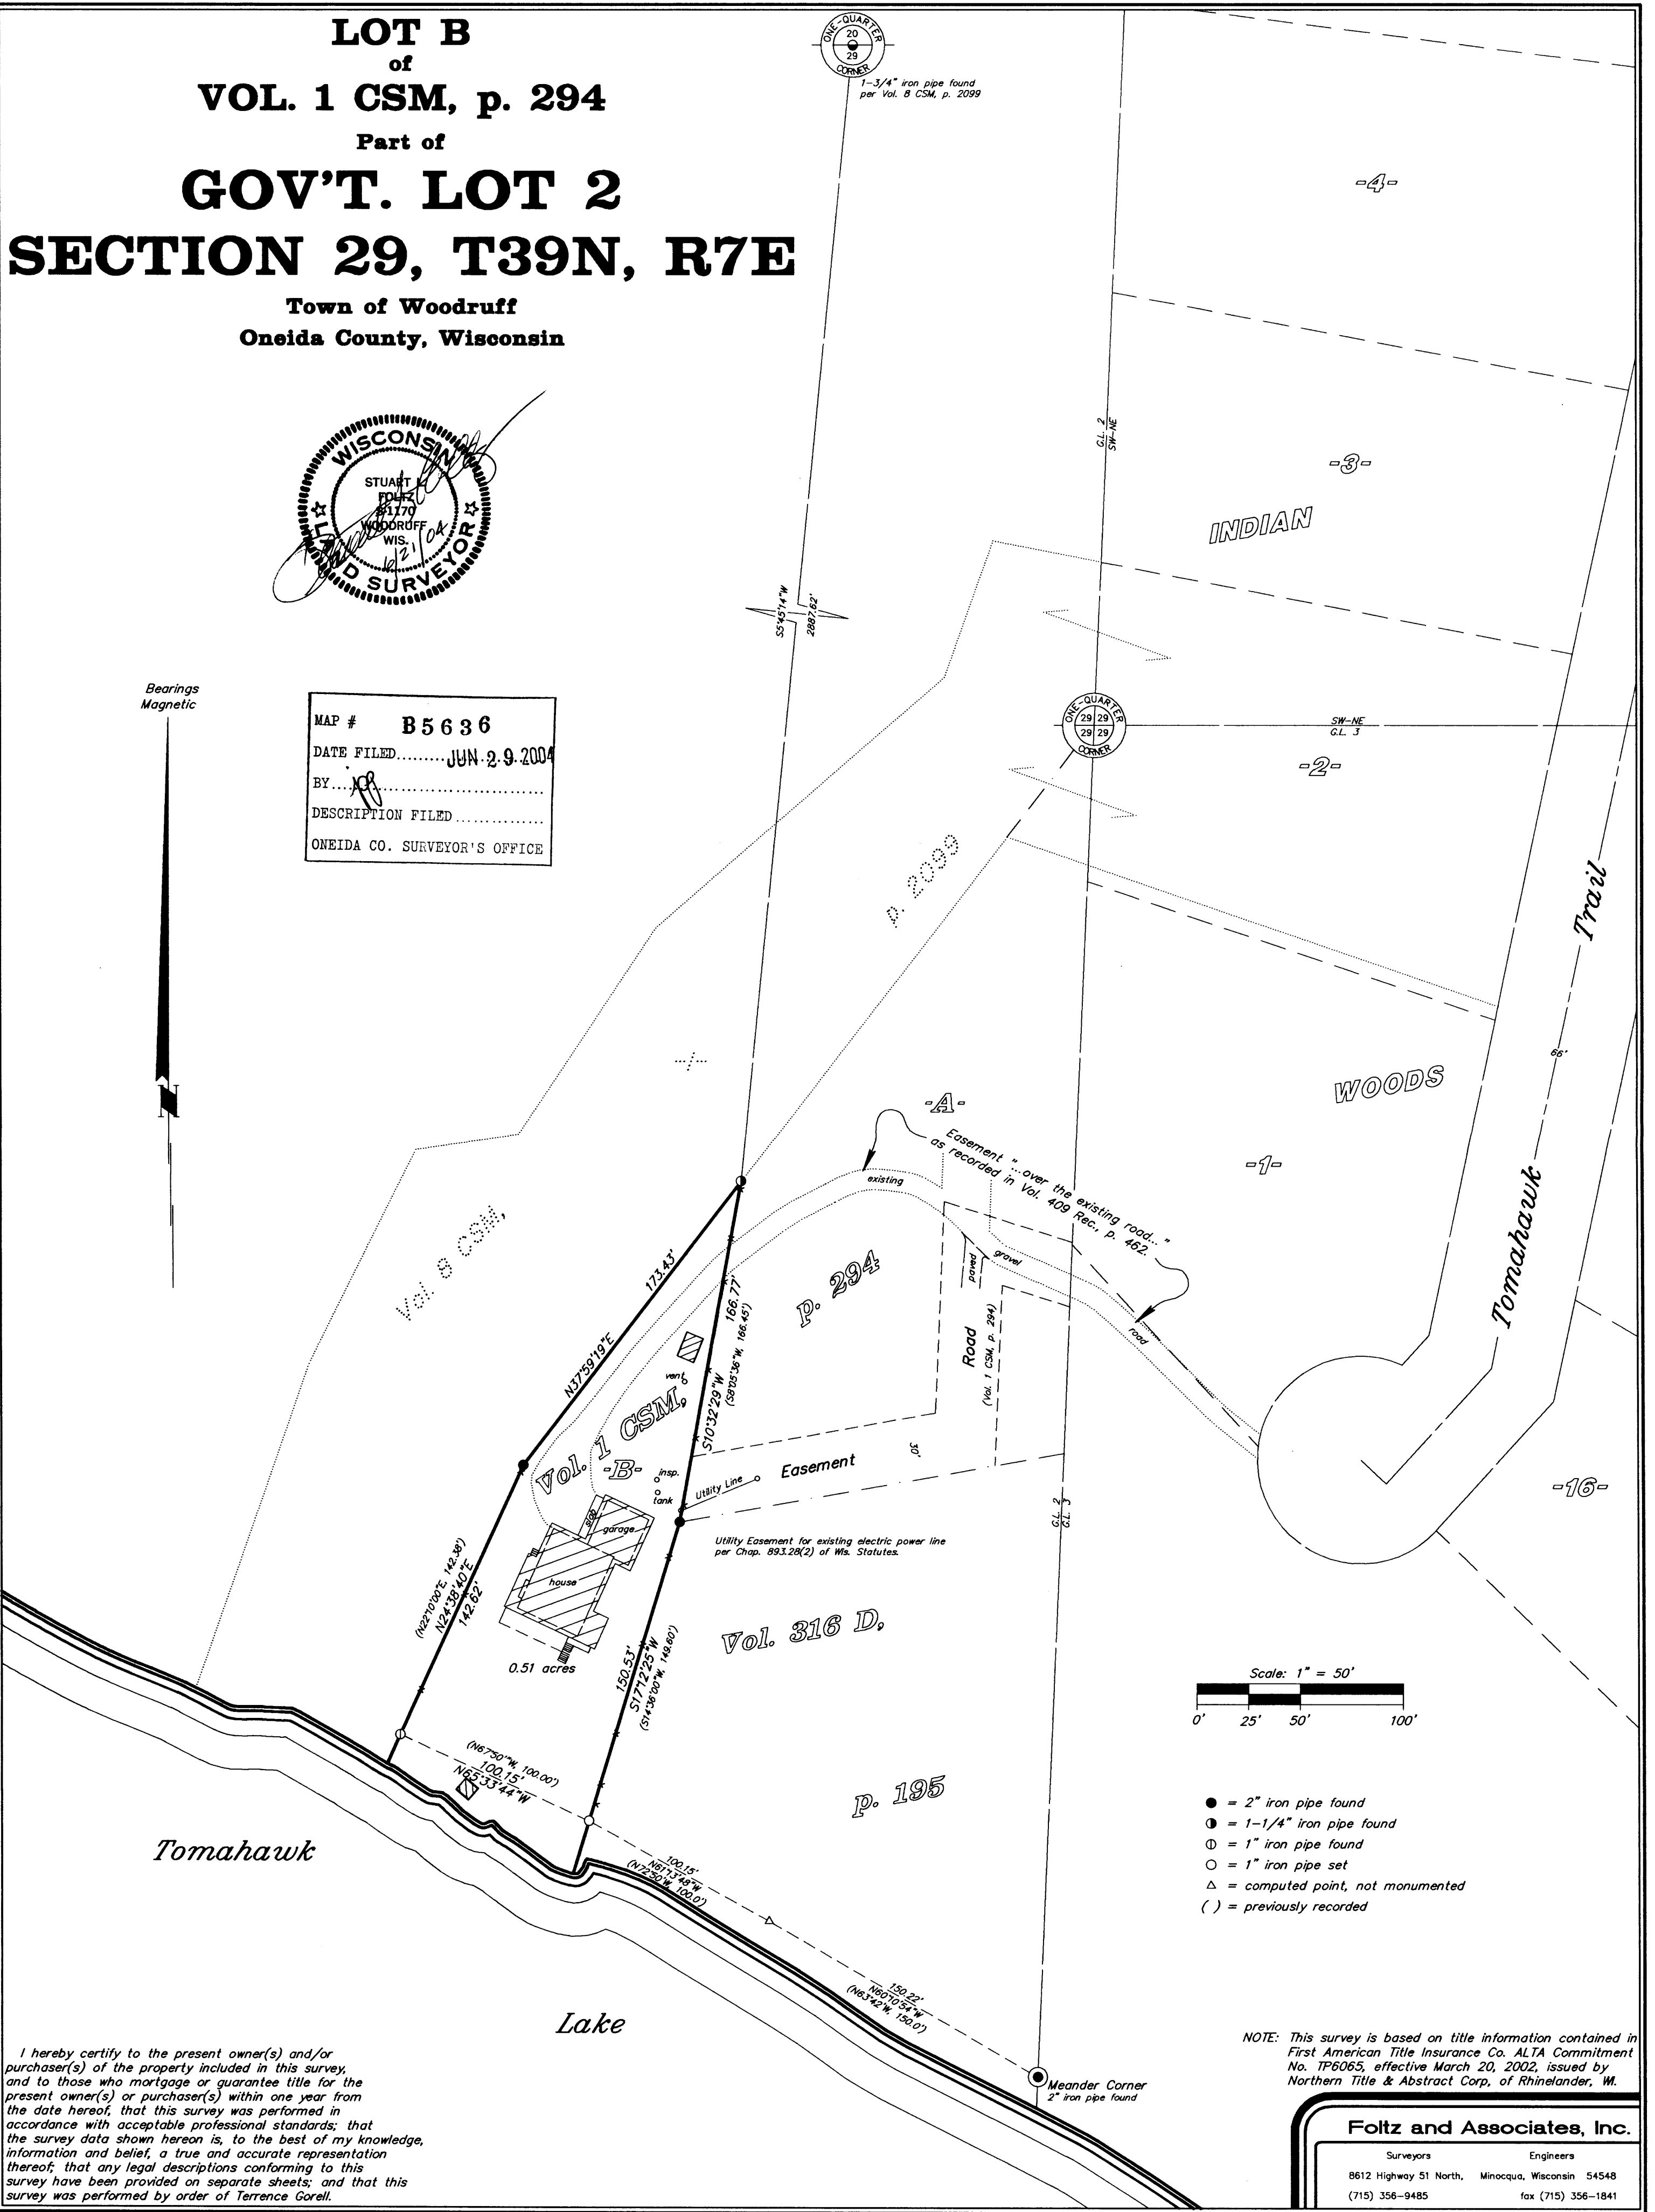 LOT B
of
VOL. 1 CSM, p. 294
Part of
GOV'T. LOT 2
SECTION 29, T39N, R7E
Town of Woodruff
Oneida County, Wisconsin
ONE-QUARTER
20
29
CORNER
1-3/4" iron pipe found
per Vol. 8 CSM, p. 2099
-4-
WISCONSIN
STUART L.
FOLTZ
S-1170
WOODRUFF,
WIS.
LAND SURVEYOR
6/21/04
G.L. 2
SW-NE
-3-
INDIAN
S5°45'14"W
2887.62'
Bearings
Magnetic
N
MAP # B5636
DATE FILED.........JUN 29 2004
BY
DESCRIPTION FILED..............
ONEIDA CO. SURVEYOR'S OFFICE
ONE-QUARTER
29 29
29 29
CORNER
SW-NE
G.L. 3
-2-
p. 2099
Trail
66'
WOODS
-1-
-A-
Easement "...over the existing road..."
as recorded in Vol. 409 Rec., p. 462.
existing
gravel
road
paved
Road
(Vol. 1 CSM, p. 294)
Tomahawk
Vol. 8 CSM,
173.43'
N37°59'19"E
166.77'
S10°32'29"W
(S8°05'36"W, 166.45')
p. 294
vent
Vol. 1 CSM,
-B-
insp.
tank
Utility Line
Easement
30'
slab
garage
house
0.51 acres
Utility Easement for existing electric power line
per Chap. 893.28(2) of Wis. Statutes.
G.L. 2
G.L. 3
-16-
(N22°10'00"E, 142.38')
N24°38'40"E
142.62'
150.53'
S17°12'25"W
(S14°36'00"W, 149.60')
Vol. 316 D,
p. 195
(N67°50'"W, 100.00')
100.15'
N65°33'44"W
Scale: 1" = 50'
0' 25' 50' 100'
● = 2" iron pipe found
◑ = 1-1/4" iron pipe found
⦶ = 1" iron pipe found
○ = 1" iron pipe set
△ = computed point, not monumented
( ) = previously recorded
Tomahawk
Lake
100.15'
N61°13'48"W
(N72°50'W, 100.0')
150.22'
N60°10'54"W
(N63°42'W, 150.0')
Meander Corner
2" iron pipe found
I hereby certify to the present owner(s) and/or
purchaser(s) of the property included in this survey,
and to those who mortgage or guarantee title for the
present owner(s) or purchaser(s) within one year from
the date hereof, that this survey was performed in
accordance with acceptable professional standards; that
the survey data shown hereon is, to the best of my knowledge,
information and belief, a true and accurate representation
thereof; that any legal descriptions conforming to this
survey have been provided on separate sheets; and that this
survey was performed by order of Terrence Gorell.
NOTE: This survey is based on title information contained in
First American Title Insurance Co. ALTA Commitment
No. TP6065, effective March 20, 2002, issued by
Northern Title & Abstract Corp, of Rhinelander, WI.
Foltz and Associates, Inc.
Surveyors Engineers
8612 Highway 51 North, Minocqua, Wisconsin 54548
(715) 356-9485 fax (715) 356-1841